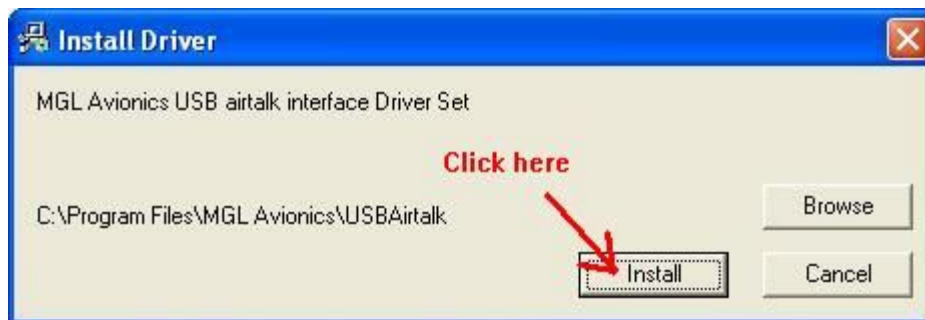 Install Driver
MGL Avionics USB airtalk interface Driver Set
Click here
C:\Program Files\MGL Avionics\USBAirtalk
Browse
Install
Cancel